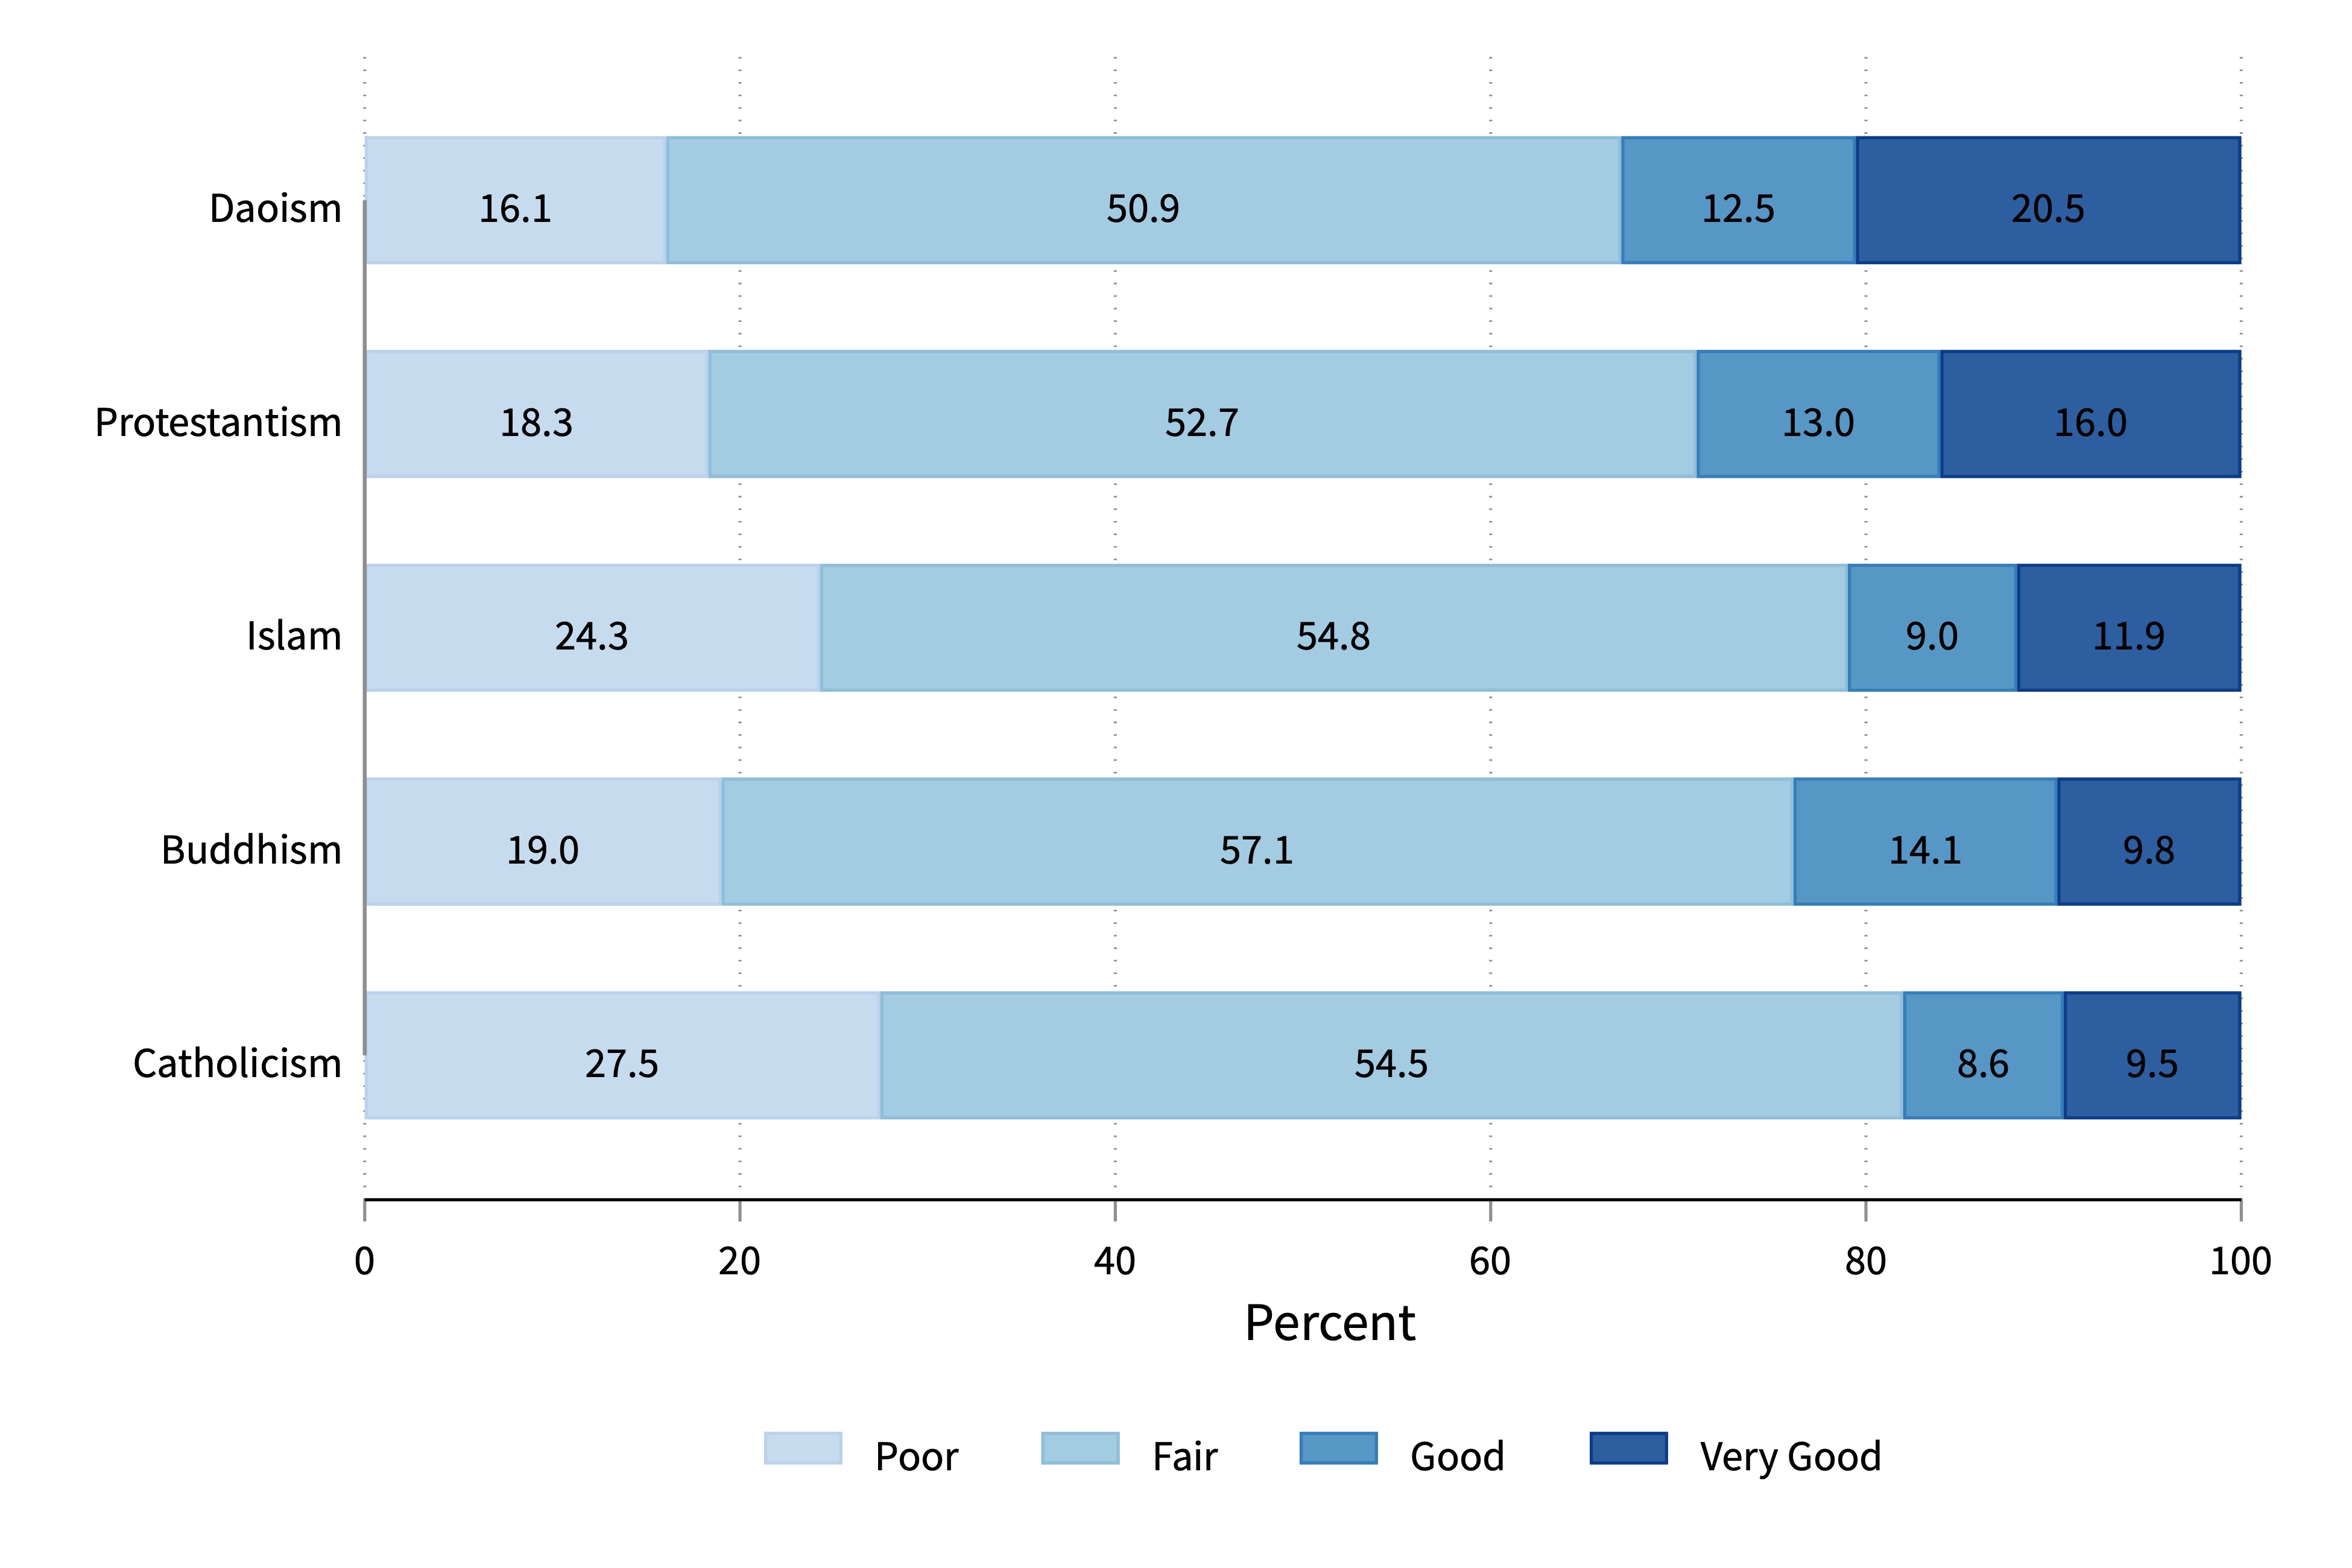 Daoism 16.1 50.9 12.5 20.5
Protestantism 18.3 52.7 13.0 16.0
Islam 24.3 54.8 9.0 11.9
Buddhism 19.0 57.1 14.1 9.8
Catholicism 27.5 54.5 8.6 9.5
0 20 40 60 80 100
Percent
Poor Fair Good Very Good